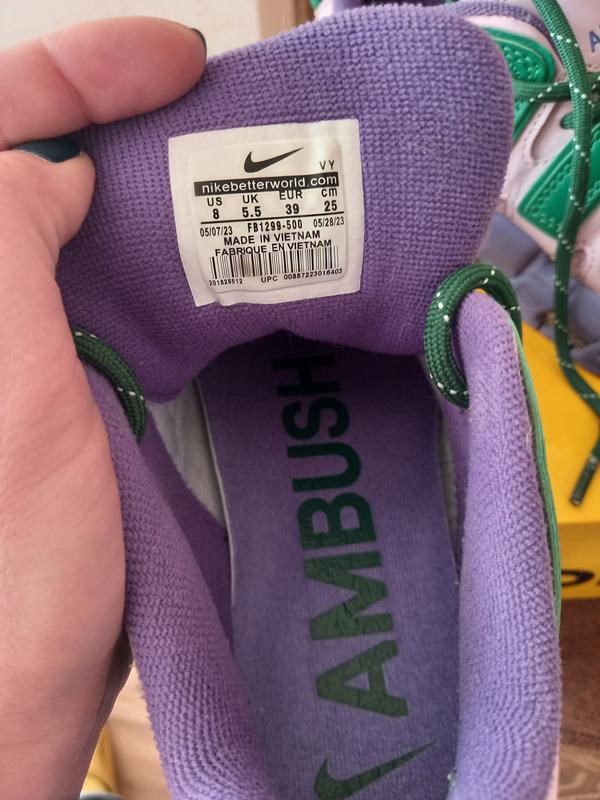 VY
nikebetterworld.com
US UK EUR cm
8 5.5 39 25
05/07/23 FB1299-500 05/28/23
MADE IN VIETNAM
FABRIQUE EN VIETNAM
201828512 UPC 00887223016403
AMBUSH